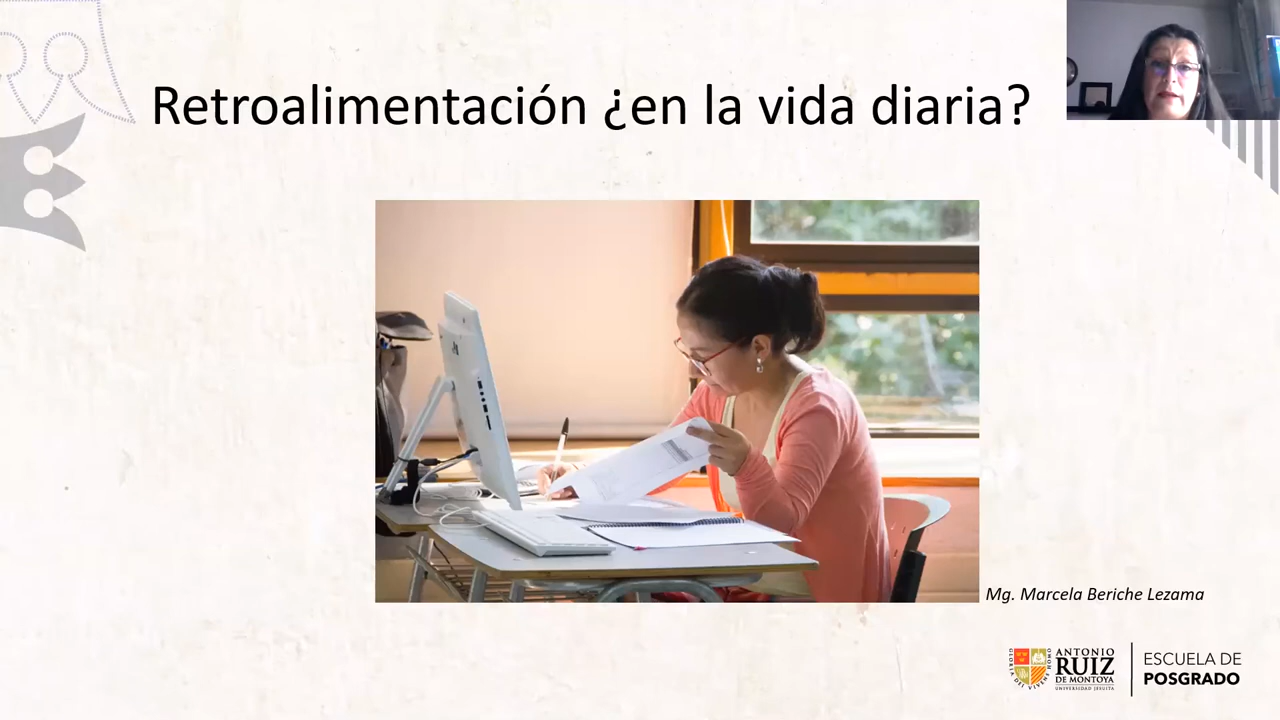 Retroalimentación ¿en la vida diaria?
Mg. Marcela Beriche Lezama
ANTONIO
RUIZ
DE MONTOYA
UNIVERSIDAD JESUITA
ESCUELA DE
POSGRADO